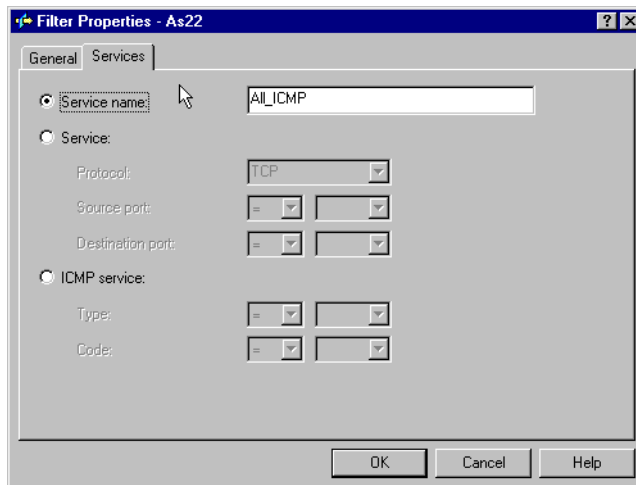 Filter Properties - As22
General Services
Service name: All_ICMP
Service:
Protocol: TCP
Source port: =
Destination port: =
ICMP service:
Type: =
Code: =
OK Cancel Help